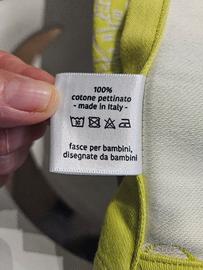 100%
cotone pettinato
- made in Italy -
fasce per bambini,
disegnate da bambini